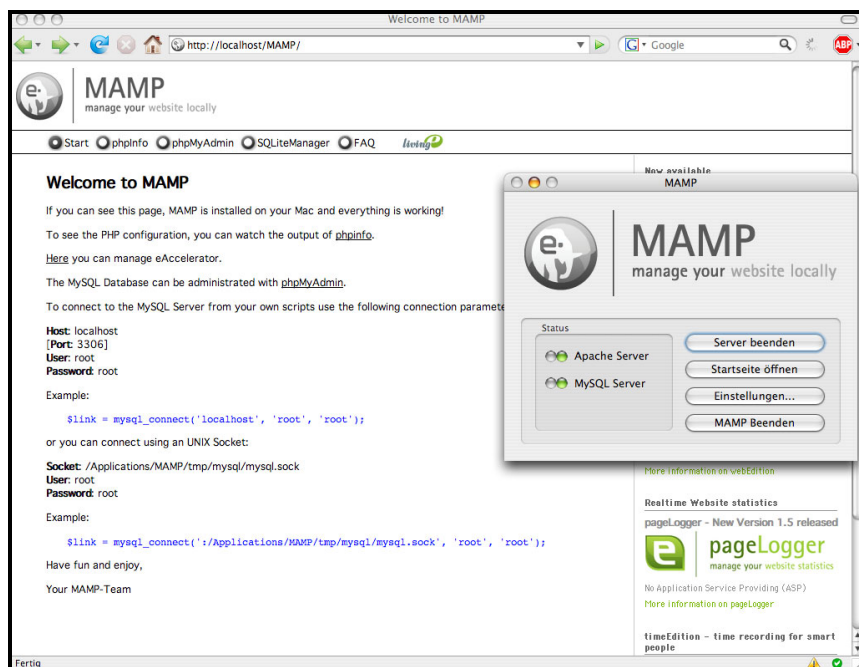 Welcome to MAMP
http://localhost/MAMP/
G Google
ABP
e.
MAMP
manage your website locally
Start phpInfo phpMyAdmin SQLiteManager FAQ living e
Welcome to MAMP
If you can see this page, MAMP is installed on your Mac and everything is working!
To see the PHP configuration, you can watch the output of phpinfo.
Here you can manage eAccelerator.
The MySQL Database can be administrated with phpMyAdmin.
To connect to the MySQL Server from your own scripts use the following connection paramete
Host: localhost
[Port: 3306]
User: root
Password: root
Example:
$link = mysql_connect('localhost', 'root', 'root');
or you can connect using an UNIX Socket:
Socket: /Applications/MAMP/tmp/mysql/mysql.sock
User: root
Password: root
Example:
$link = mysql_connect(':/Applications/MAMP/tmp/mysql/mysql.sock', 'root', 'root');
Have fun and enjoy,
Your MAMP-Team
Now available
MAMP
e.
MAMP
manage your website locally
Status
Apache Server
MySQL Server
Server beenden
Startseite öffnen
Einstellungen...
MAMP Beenden
More information on webEdition
Realtime Website statistics
pageLogger - New Version 1.5 released
e
pageLogger
manage your website statistics
No Application Service Providing (ASP)
More information on pageLogger
timeEdition - time recording for smart
people
Fertig